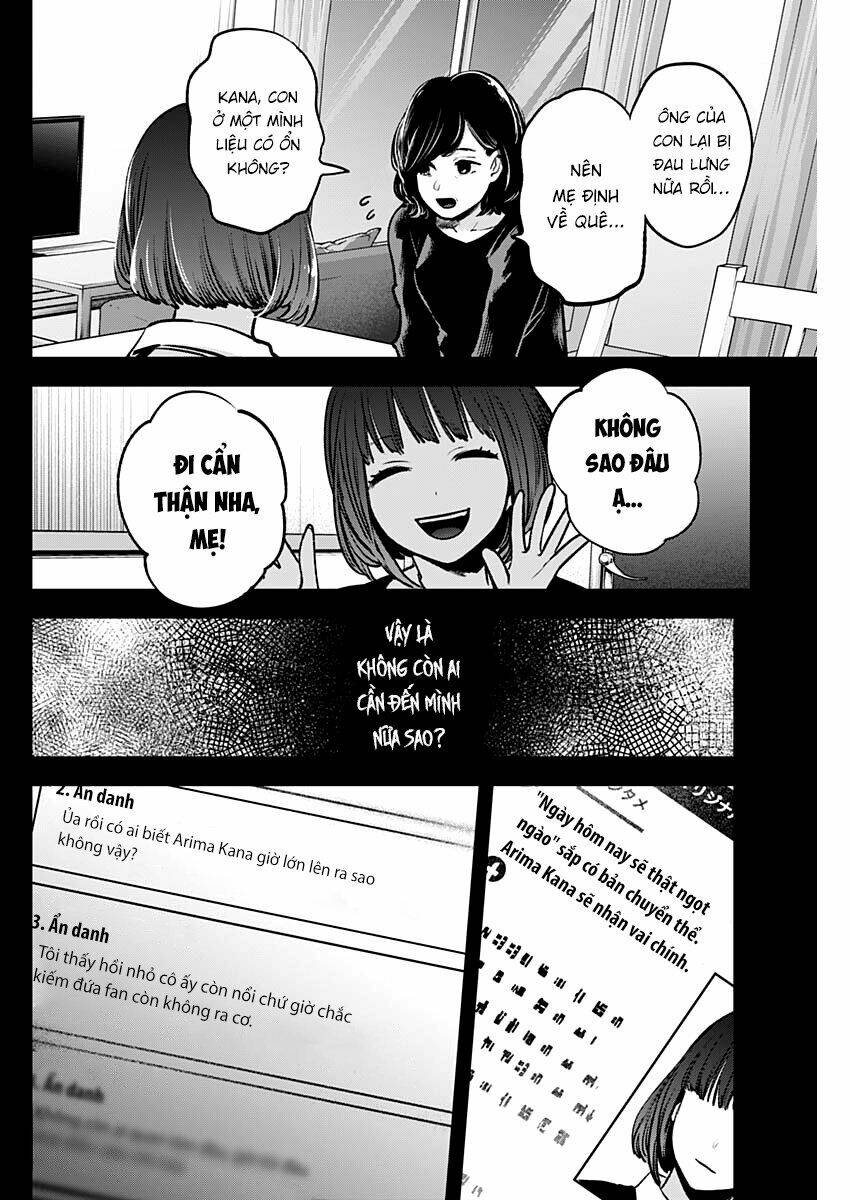 ÔNG CỦA
CON LẠI BỊ
ĐAU LƯNG
NỮA RỒI...
NÊN
MẸ ĐỊNH
VỀ QUÊ...
KANA, CON
Ở MỘT MÌNH
LIỆU CÓ ỔN
KHÔNG?
KHÔNG
SAO ĐÂU
Ạ...
ĐI CẨN
THẬN NHA,
MẸ!
VẬY LÀ
KHÔNG CÒN AI
CẦN ĐẾN MÌNH
NỮA SAO?
"Ngày hôm nay sẽ thật ngọt
ngào" sắp có bản chuyển thể.
Arima Kana sẽ nhận vai chính.
2. Ẩn danh
Ủa rồi có ai biết Arima Kana giờ lớn lên ra sao
không vậy?
3. Ẩn danh
Tôi thấy hồi nhỏ cô ấy còn nổi chứ giờ chắc
kiếm đứa fan còn không ra cơ.
Ẩn danh